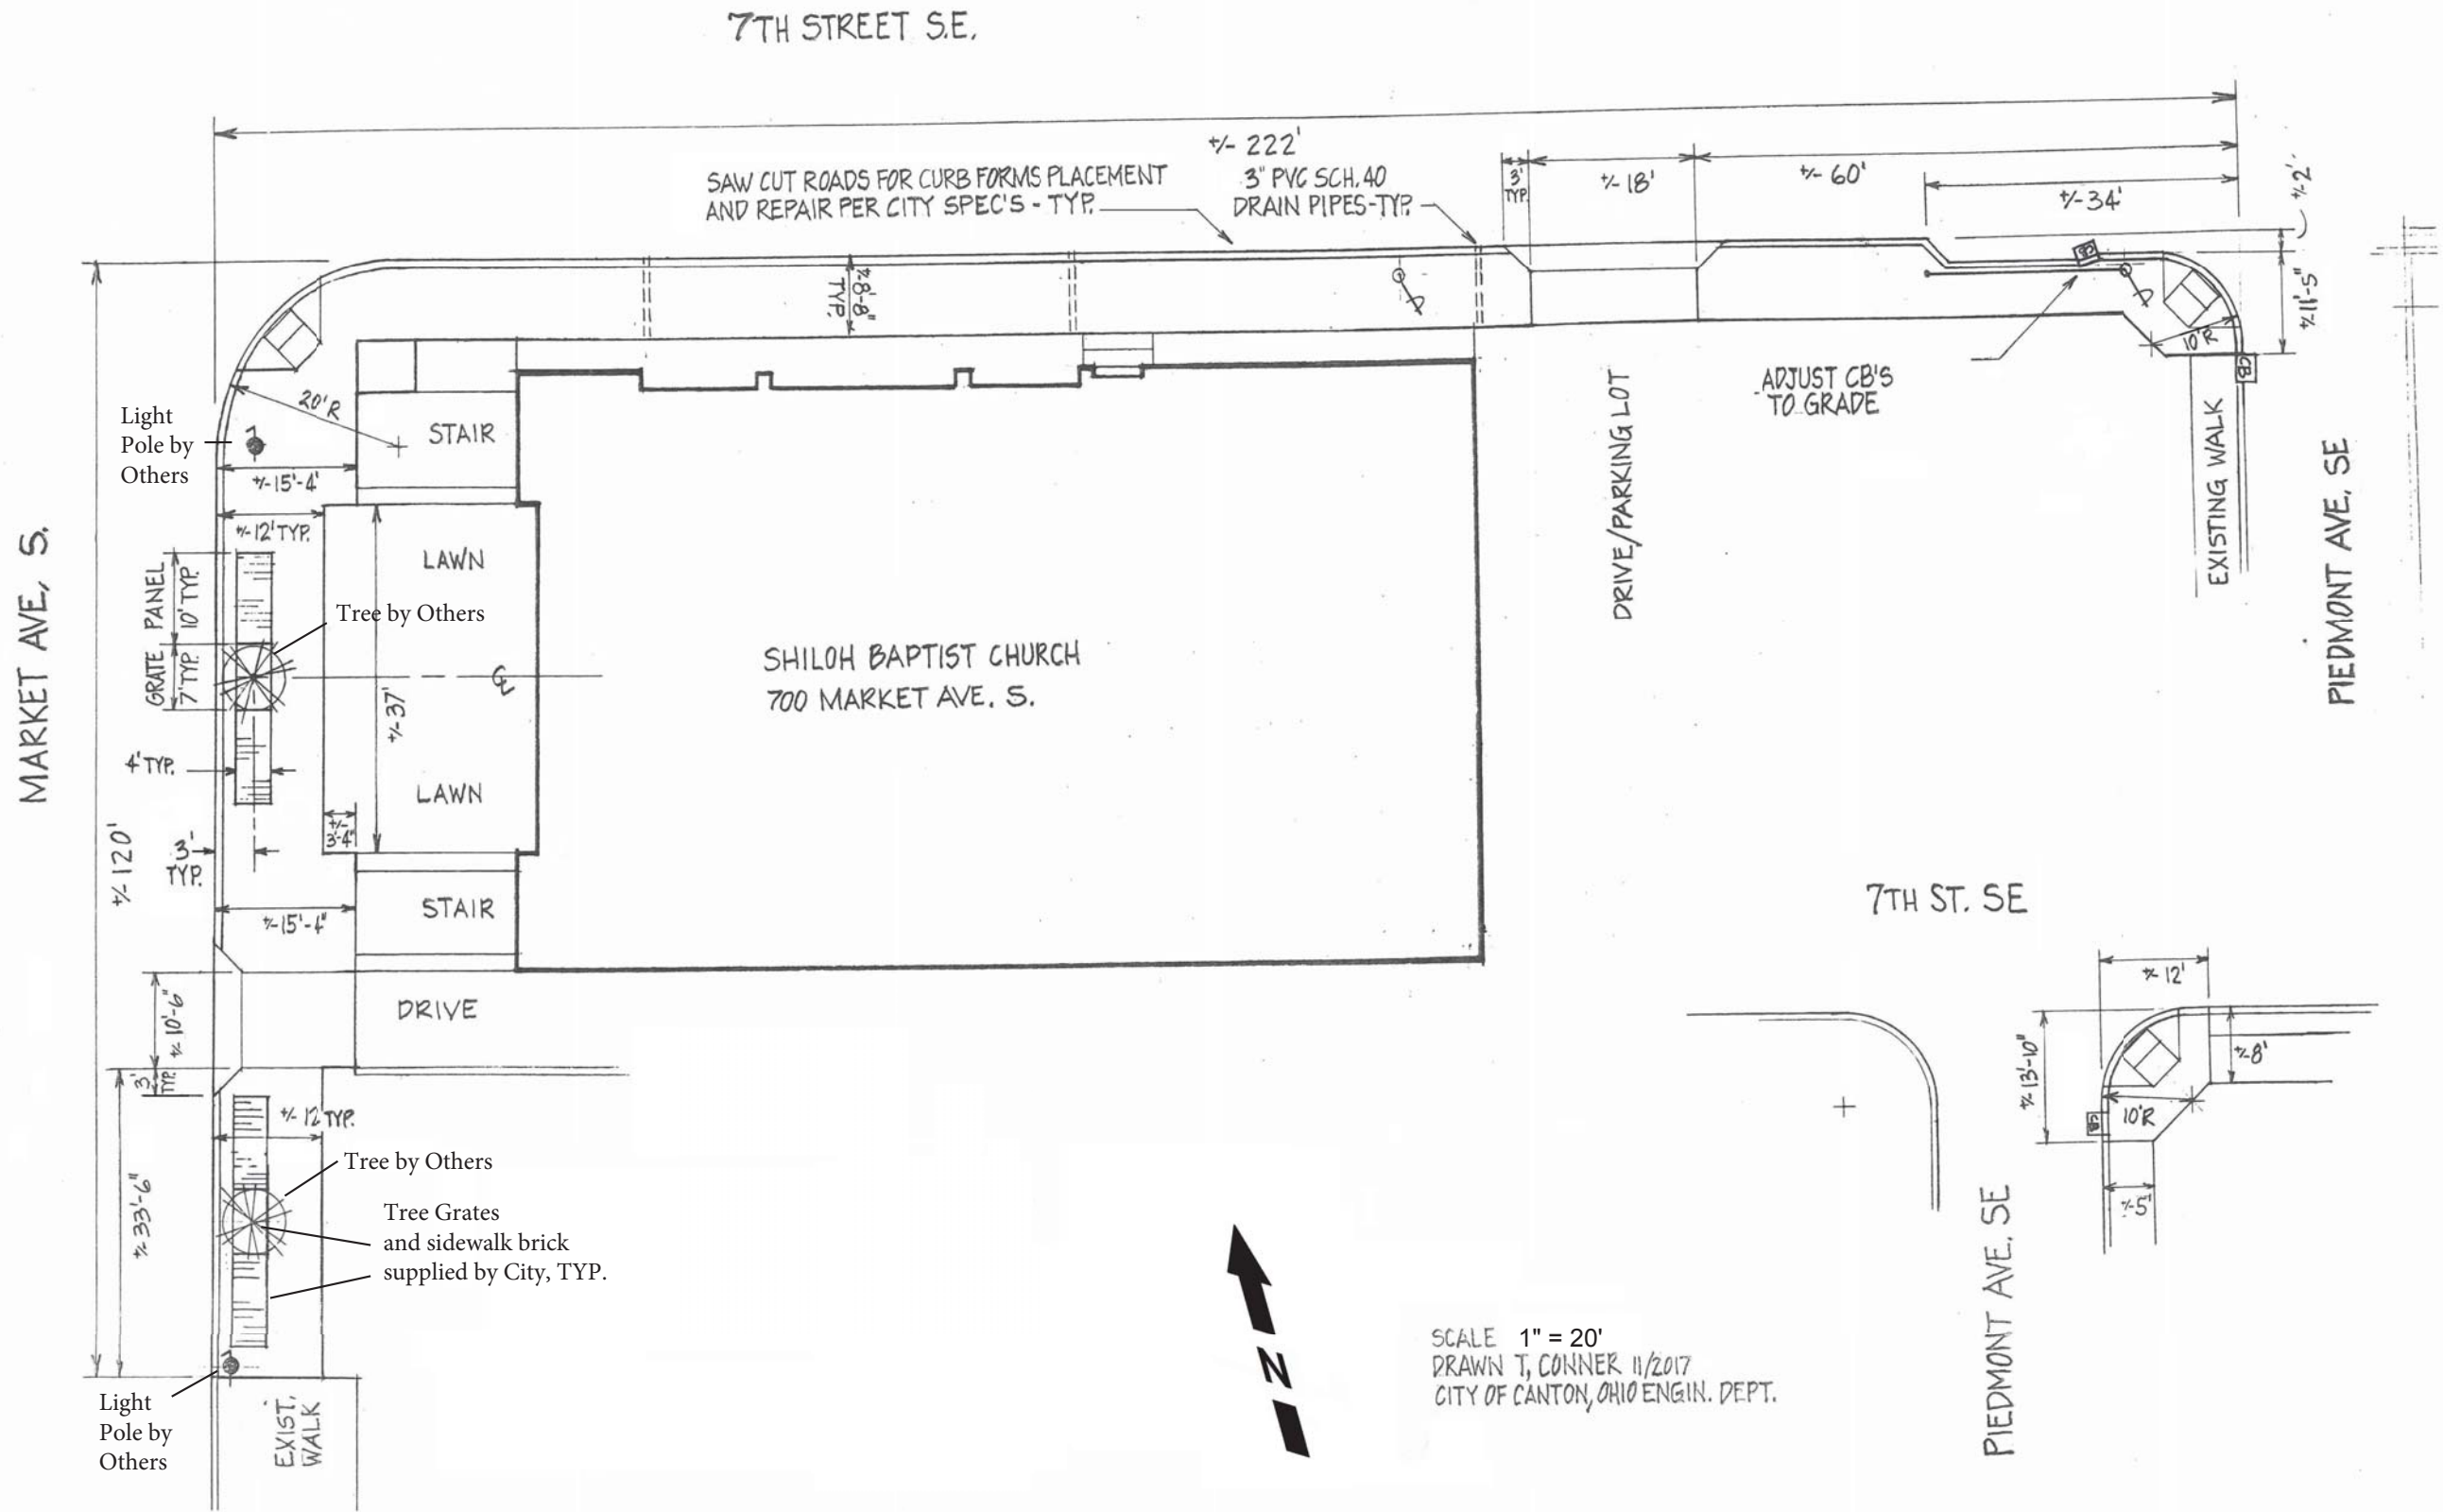 7TH STREET S.E.
+/- 222'
SAW CUT ROADS FOR CURB FORMS PLACEMENT
AND REPAIR PER CITY SPEC'S - TYP.
3" PVC SCH. 40
DRAIN PIPES-TYP.
3'
TYP.
+/- 18'
+/- 60'
+/- 34'
+/- 2'
+/- 11'-5"
+/- 8'-8"
TYP.
CB
10'R
CB
ADJUST CB'S
TO GRADE
20'R
Light
Pole by
Others
STAIR
+/- 15'-4"
+/- 12' TYP.
LAWN
PANEL
10' TYP.
GRATE
7' TYP.
Tree by Others
℄
+/- 37'
SHILOH BAPTIST CHURCH
700 MARKET AVE. S.
DRIVE/PARKING LOT
EXISTING WALK
PIEDMONT AVE. SE
MARKET AVE, S.
4' TYP.
LAWN
+/-
3'-4"
3'
TYP.
+/- 120'
+/- 15'-4"
STAIR
+/- 10'-6"
DRIVE
3'
TYP.
+/- 12' TYP.
+/- 33'-6"
Tree by Others
Tree Grates
and sidewalk brick
supplied by City, TYP.
Light
Pole by
Others
EXIST.
WALK
N
SCALE 1" = 20'
DRAWN T. CONNER 11/2017
CITY OF CANTON, OHIO ENGIN. DEPT.
7TH ST. SE
+/- 12'
+/- 13'-10"
+/- 8'
10'R
CB
+/- 5'
PIEDMONT AVE. SE